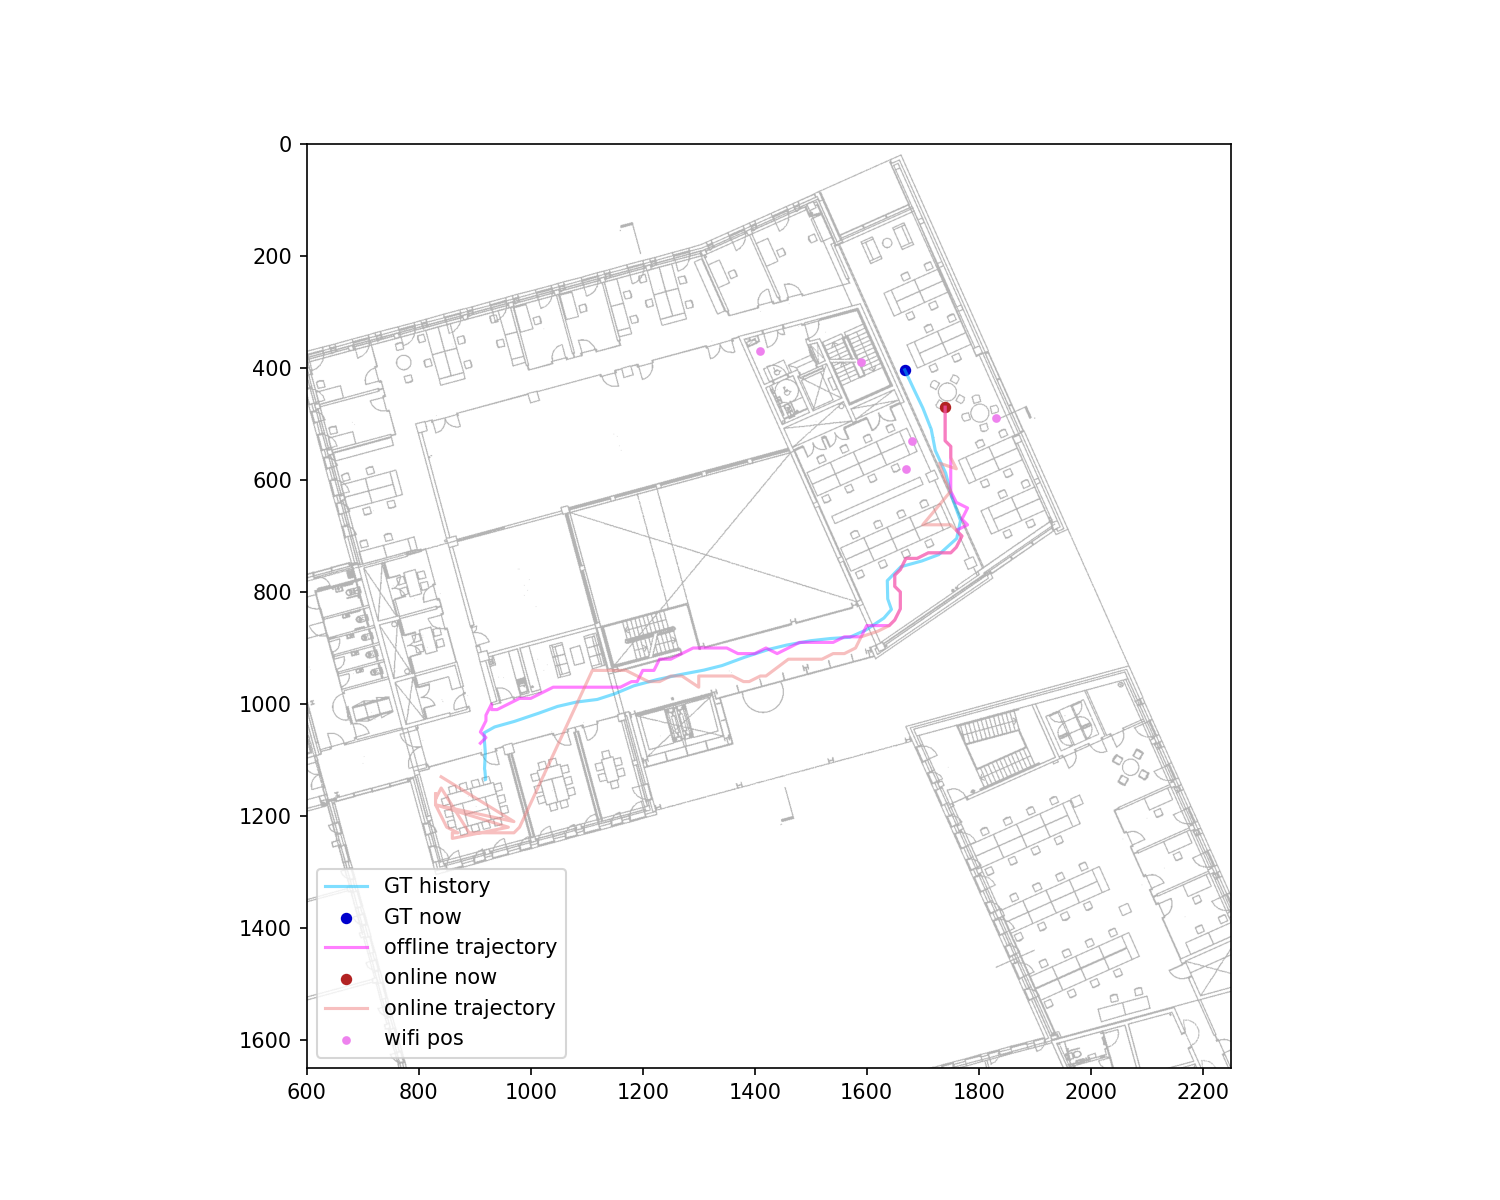 0
200
400
600
800
1000
1200
1400
1600
GT history
GT now
offline trajectory
online now
online trajectory
wifi pos
600 800 1000 1200 1400 1600 1800 2000 2200